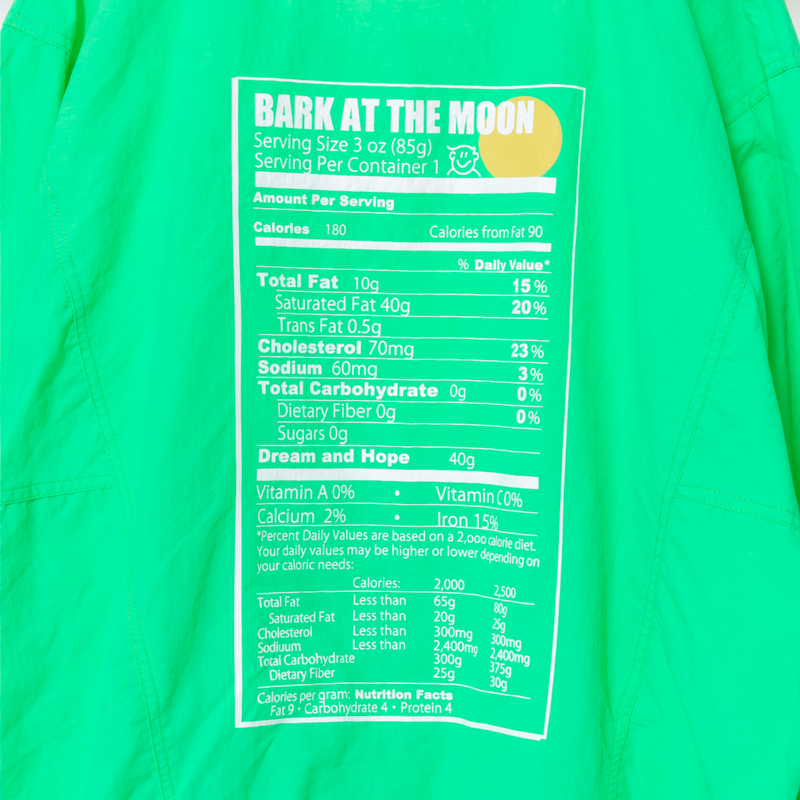 BARK AT THE MOON
Serving Size 3 oz (85g)
Serving Per Container 1
Amount Per Serving
Calories 180 Calories from Fat 90
% Daily Value*
Total Fat 10g 15%
Saturated Fat 40g 20%
Trans Fat 0.5g
Cholesterol 70mg 23%
Sodium 60mg 3%
Total Carbohydrate 0g 0%
Dietary Fiber 0g 0%
Sugars 0g
Dream and Hope 40g
Vitamin A 0% • Vitamin C 0%
Calcium 2% • Iron 15%
*Percent Daily Values are based on a 2,000 calorie diet.
Your daily values may be higher or lower depending on
your caloric needs:
Calories: 2,000 2,500
Total Fat Less than 65g 80g
Saturated Fat Less than 20g 25g
Cholesterol Less than 300mg 300mg
Sodiuum Less than 2,400mg 2,400mg
Total Carbohydrate 300g 375g
Dietary Fiber 25g 30g
Calories per gram: Nutrition Facts
Fat 9 • Carbohydrate 4 • Protein 4